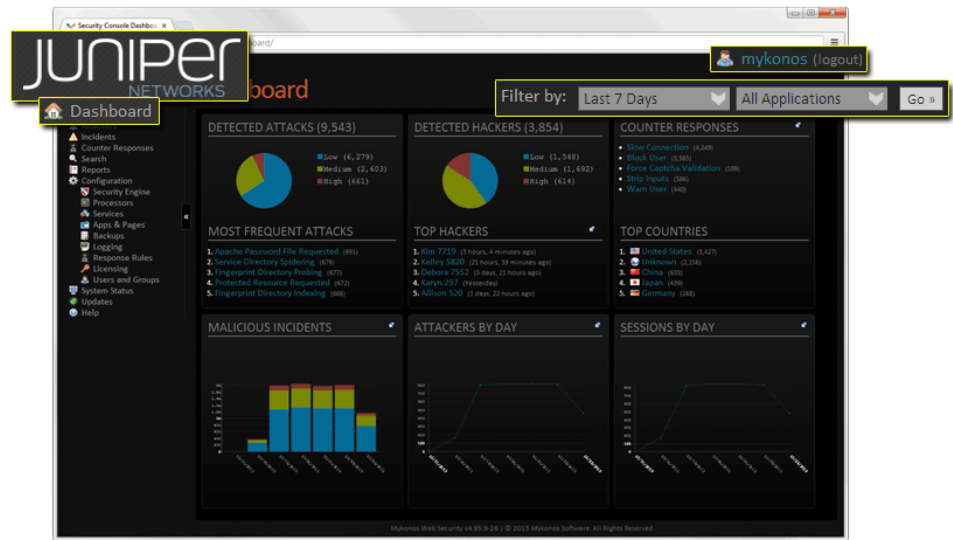 Security Console Dashbo
board/
JUNIPER
NETWORKS
mykonos (logout)
Dashboard
board
Filter by: Last 7 Days All Applications Go »
Incidents
Counter Responses
Search
Reports
Configuration
Security Engine
Processors
Services
Apps & Pages
Backups
Logging
Response Rules
Licensing
Users and Groups
System Status
Updates
Help
«
DETECTED ATTACKS (9,543)
Low (6,279)
Medium (2,603)
High (661)
DETECTED HACKERS (3,854)
Low (1,548)
Medium (1,692)
High (614)
COUNTER RESPONSES
Slow Connection (4,249)
Block User (3,565)
Force Captcha Validation (599)
Strip Inputs (586)
Warn User (440)
MOST FREQUENT ATTACKS
1. Apache Password File Requested (691)
2. Service Directory Spidering (679)
3. Fingerprint Directory Probing (677)
4. Protected Resource Requested (672)
5. Fingerprint Directory Indexing (666)
TOP HACKERS
1. Kim 7719 (3 hours, 4 minutes ago)
2. Kelley 5820 (21 hours, 59 minutes ago)
3. Debora 7552 (3 days, 21 hours ago)
4. Karyn 297 (Yesterday)
5. Allison 520 (3 days, 22 hours ago)
TOP COUNTRIES
1. United States (3,427)
2. Unknown (2,156)
3. China (655)
4. Japan (439)
5. Germany (268)
MALICIOUS INCIDENTS
ATTACKERS BY DAY
SESSIONS BY DAY
Mykonos Web Security v4.95.9-26 | © 2013 Mykonos Software. All Rights Reserved.